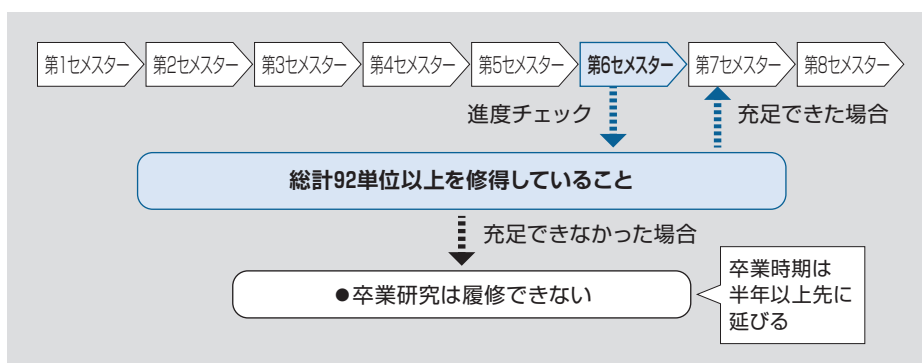 第1セメスター 第2セメスター 第3セメスター 第4セメスター 第5セメスター 第6セメスター 第7セメスター 第8セメスター
進度チェック 充足できた場合
総計92単位以上を修得していること
充足できなかった場合
●卒業研究は履修できない
卒業時期は
半年以上先に
延びる